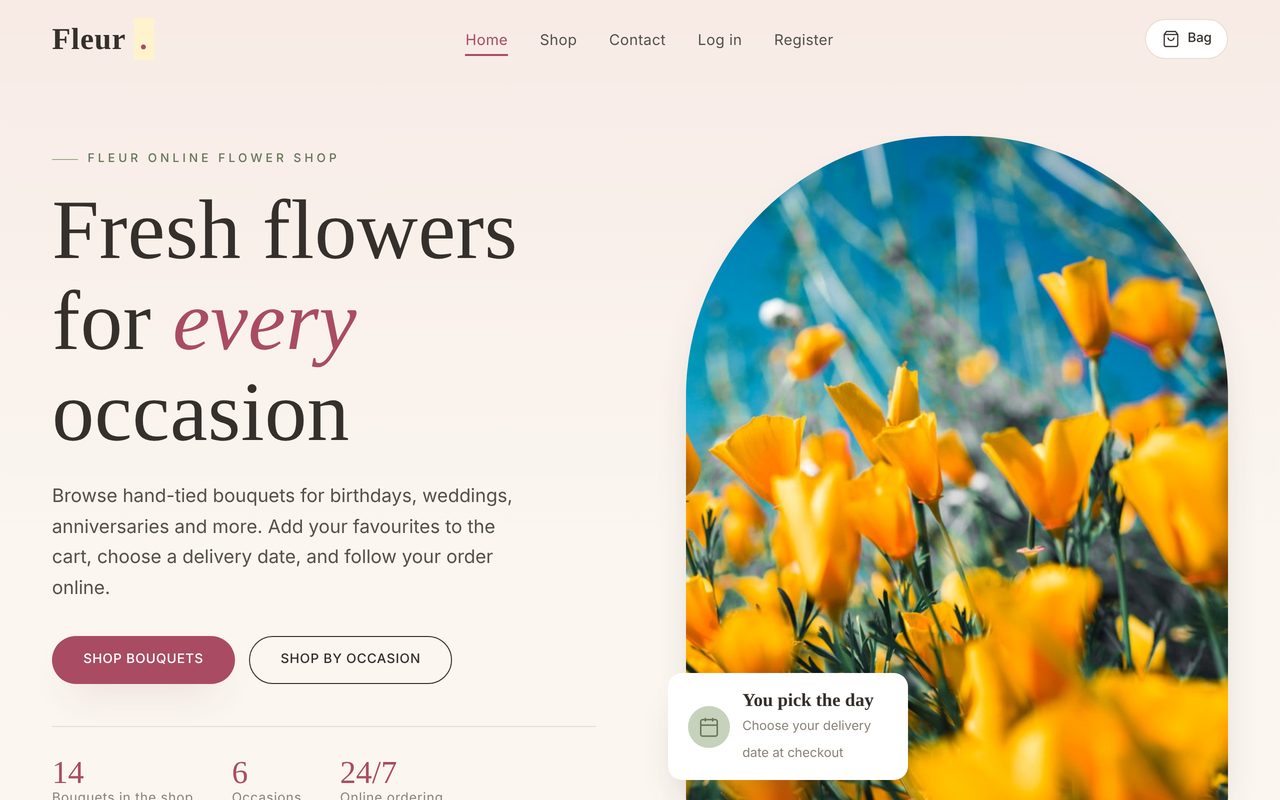 Fleur .
Home
Shop
Contact
Log in
Register
Bag
FLEUR ONLINE FLOWER SHOP
Fresh flowers
for every
occasion
Browse hand-tied bouquets for birthdays, weddings,
anniversaries and more. Add your favourites to the
cart, choose a delivery date, and follow your order
online.
SHOP BOUQUETS
SHOP BY OCCASION
You pick the day
Choose your delivery
date at checkout
14
Bouquets in the shop
6
Occasions
24/7
Online ordering